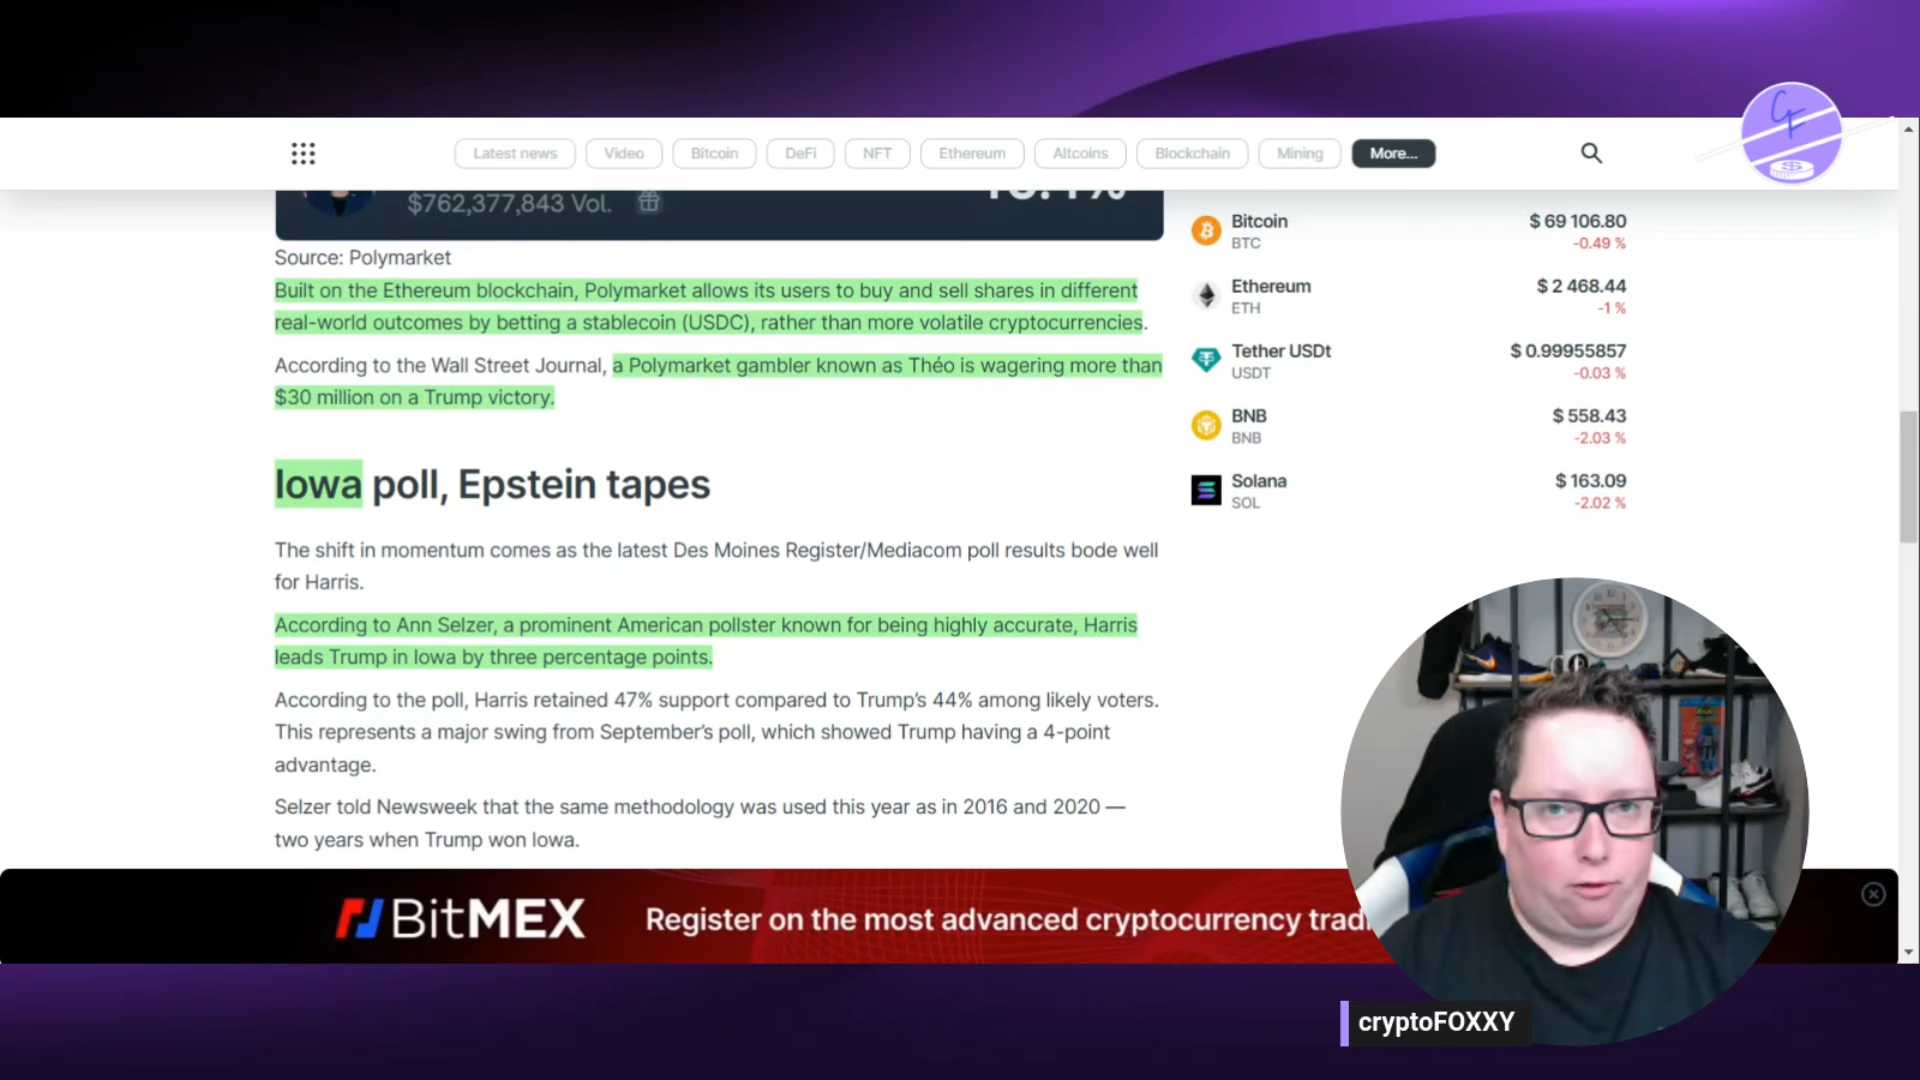 Latest news Video Bitcoin DeFi NFT Ethereum Altcoins Blockchain Mining More...
$762,377,843 Vol.
Source: Polymarket
Built on the Ethereum blockchain, Polymarket allows its users to buy and sell shares in different
real-world outcomes by betting a stablecoin (USDC), rather than more volatile cryptocurrencies.
According to the Wall Street Journal, a Polymarket gambler known as Théo is wagering more than
$30 million on a Trump victory.
Iowa poll, Epstein tapes
The shift in momentum comes as the latest Des Moines Register/Mediacom poll results bode well
for Harris.
According to Ann Selzer, a prominent American pollster known for being highly accurate, Harris
leads Trump in Iowa by three percentage points.
According to the poll, Harris retained 47% support compared to Trump’s 44% among likely voters.
This represents a major swing from September’s poll, which showed Trump having a 4-point
advantage.
Selzer told Newsweek that the same methodology was used this year as in 2016 and 2020 —
two years when Trump won Iowa.
Bitcoin $ 69 106.80
BTC -0.49 %
Ethereum $ 2 468.44
ETH -1 %
Tether USDt $ 0.99955857
USDT -0.03 %
BNB $ 558.43
BNB -2.03 %
Solana $ 163.09
SOL -2.02 %
BitMEX Register on the most advanced cryptocurrency tradi
cryptoFOXXY